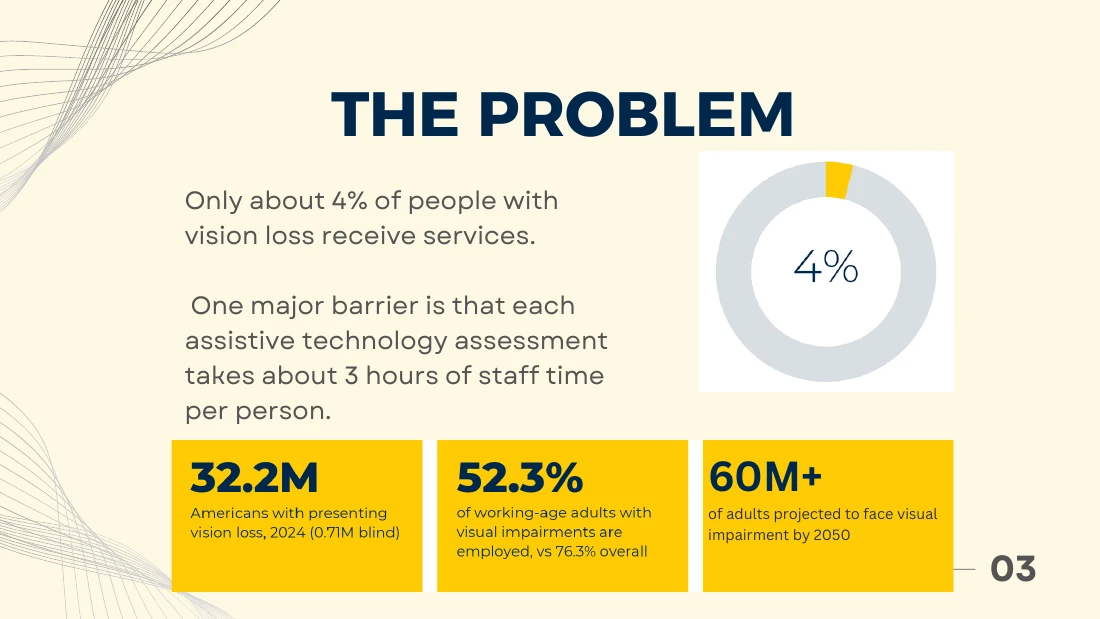 THE PROBLEM
Only about 4% of people with
vision loss receive services.
One major barrier is that each
assistive technology assessment
takes about 3 hours of staff time
per person.
4%
32.2M
Americans with presenting
vision loss, 2024 (0.71M blind)
52.3%
of working-age adults with
visual impairments are
employed, vs 76.3% overall
60M+
of adults projected to face visual
impairment by 2050
03